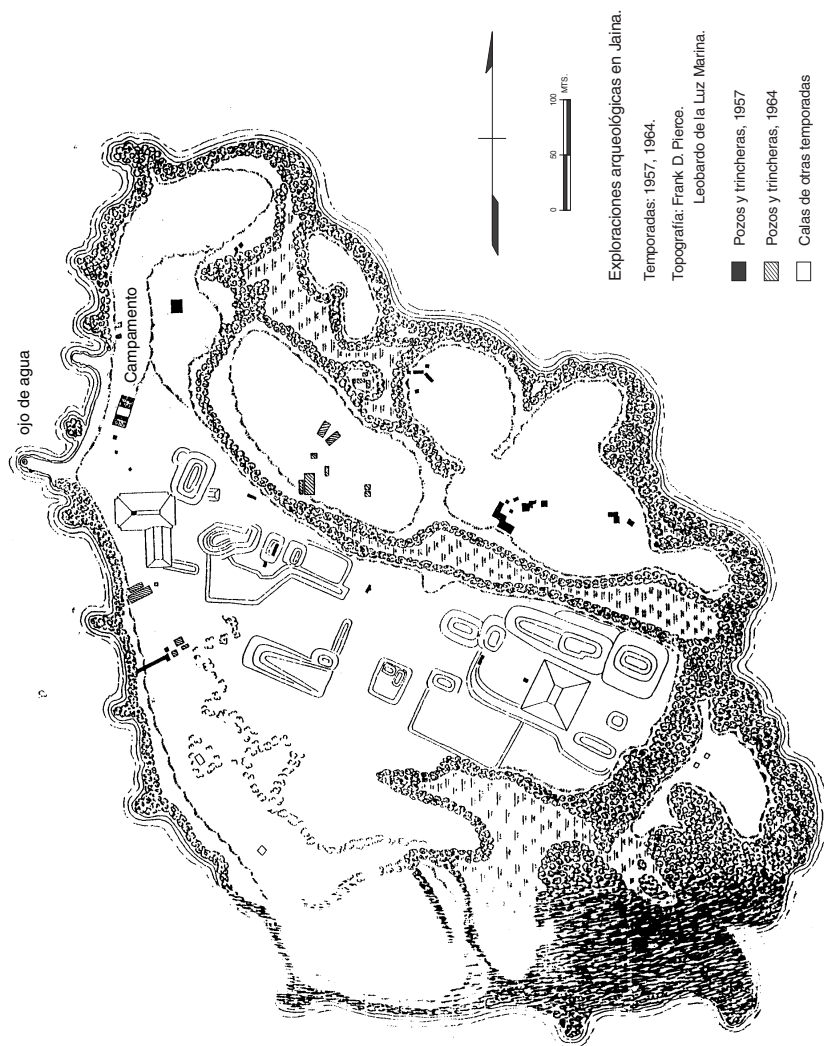 ojo de agua
Campamento
0 50 100 MTS.
Exploraciones arqueológicas en Jaina.
Temporadas: 1957, 1964.
Topografía: Frank D. Pierce.
Leobardo de la Luz Marina.
Pozos y trincheras, 1957
Pozos y trincheras, 1964
Calas de otras temporadas